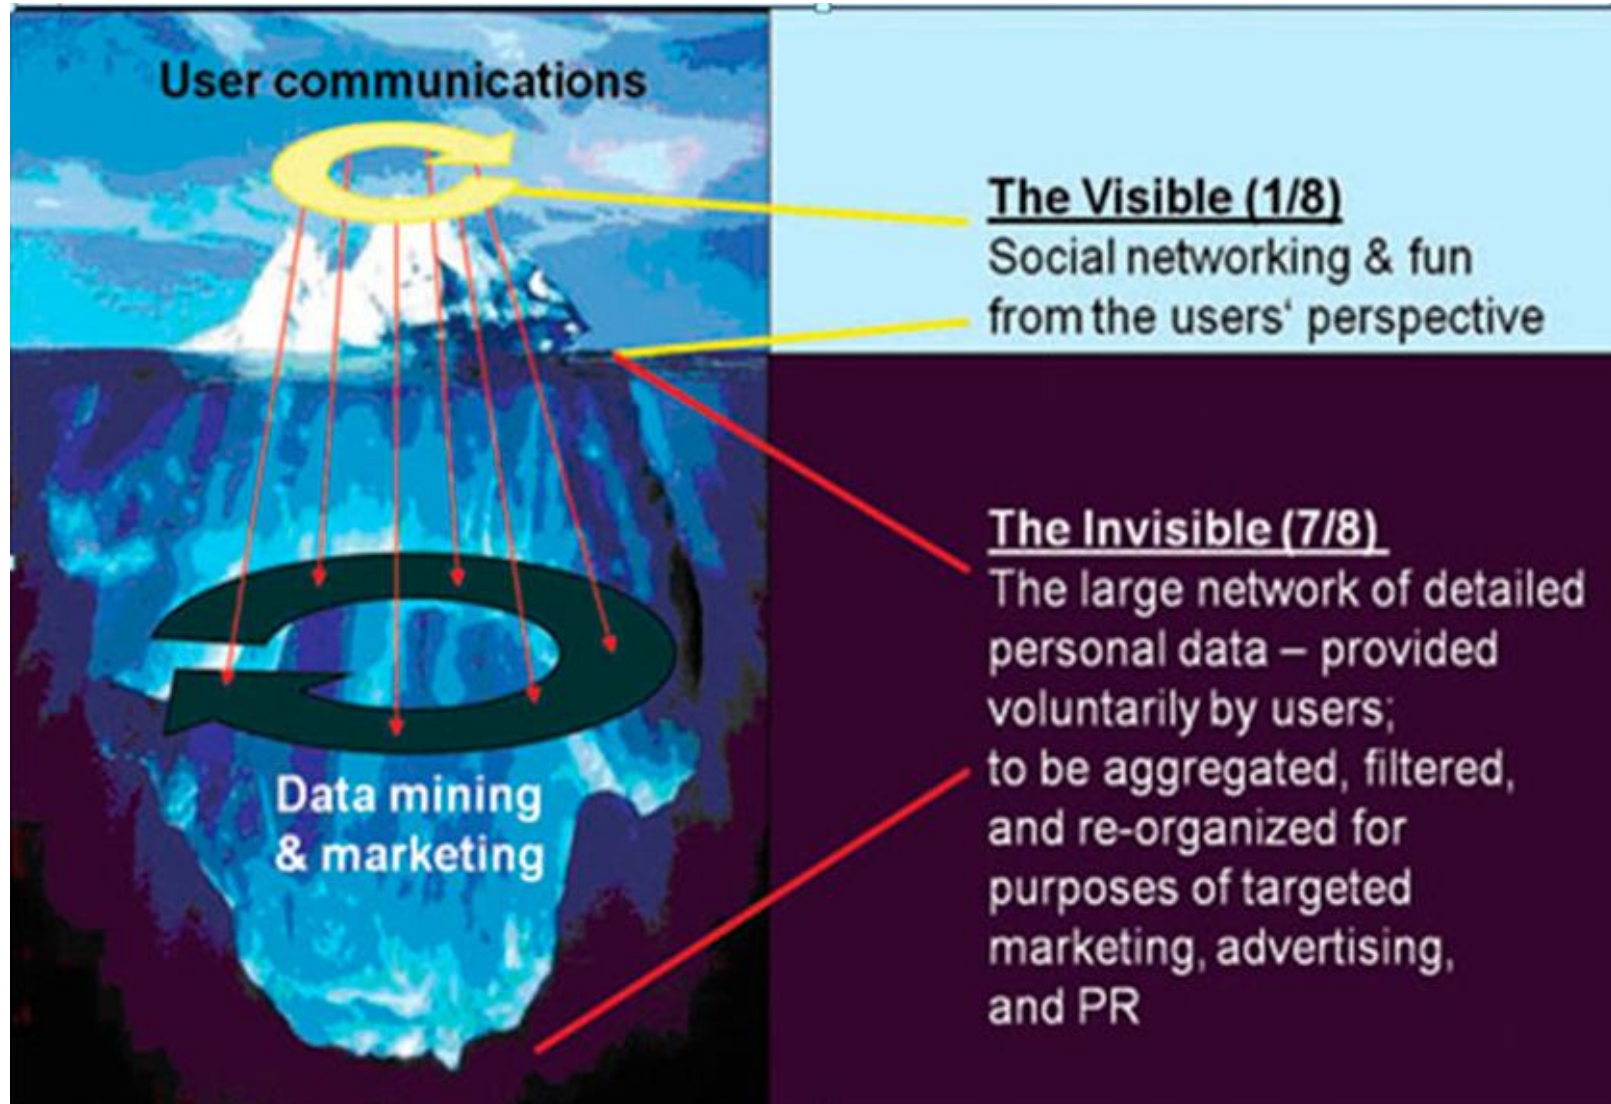 User communications
The Visible (1/8)
Social networking & fun
from the users‘ perspective
The Invisible (7/8)
The large network of detailed
personal data – provided
voluntarily by users;
to be aggregated, filtered,
and re-organized for
purposes of targeted
marketing, advertising,
and PR
Data mining
& marketing